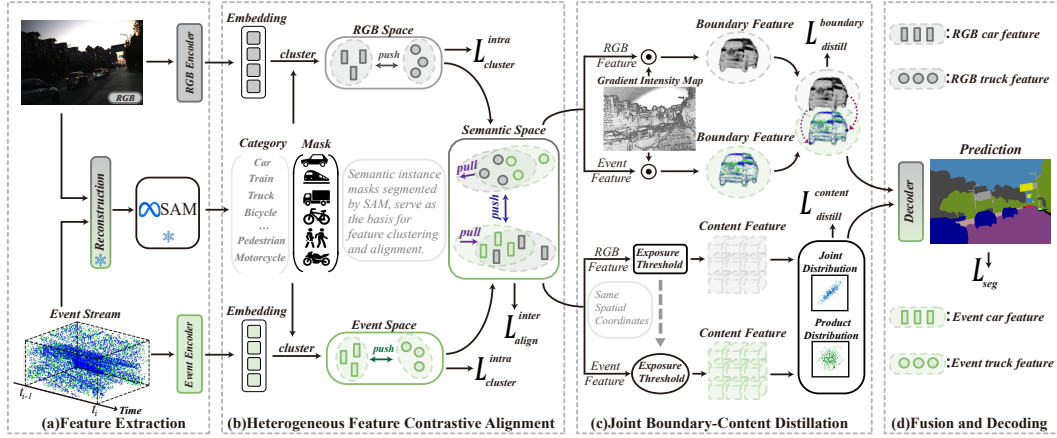 RGB
RGB Encoder
Reconstruction
SAM
Event Stream
Event Encoder
t_{i-1}
t_i
Time
(a)Feature Extraction
Embedding
cluster
RGB Space
push
L^{intra}_{cluster}
Category
Mask
Car
Train
Truck
Bicycle
...
Pedestrian
Motorcycle
Semantic instance
masks segmented
by SAM, serve as
the basis for
feature clustering
and alignment.
Semantic Space
pull
push
pull
L^{inter}_{align}
Embedding
cluster
Event Space
push
L^{intra}_{cluster}
(b)Heterogeneous Feature Contrastive Alignment
RGB
Feature
Boundary Feature
L^{boundary}_{distill}
Gradient Intensity Map
Event
Feature
Boundary Feature
RGB
Feature
Exposure
Threshold
Content Feature
L^{content}_{distill}
Same
Spatial
Coordinates
Joint
Distribution
Product
Distribution
Event
Feature
Exposure
Threshold
Content Feature
(c)Joint Boundary-Content Distillation
:RGB car feature
:RGB truck feature
Decoder
Prediction
L_{seg}
:Event car feature
:Event truck feature
(d)Fusion and Decoding